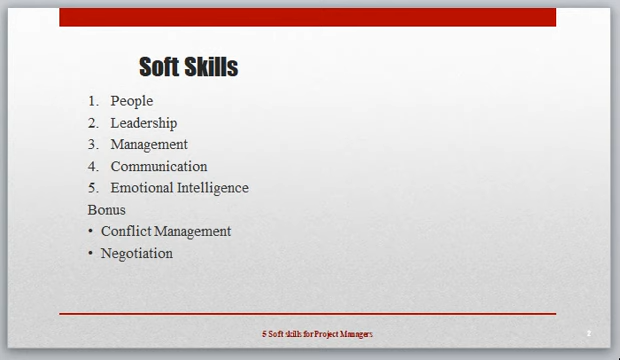 Soft Skills
1. People
2. Leadership
3. Management
4. Communication
5. Emotional Intelligence
Bonus
• Conflict Management
• Negotiation
5 Soft skills for Project Managers